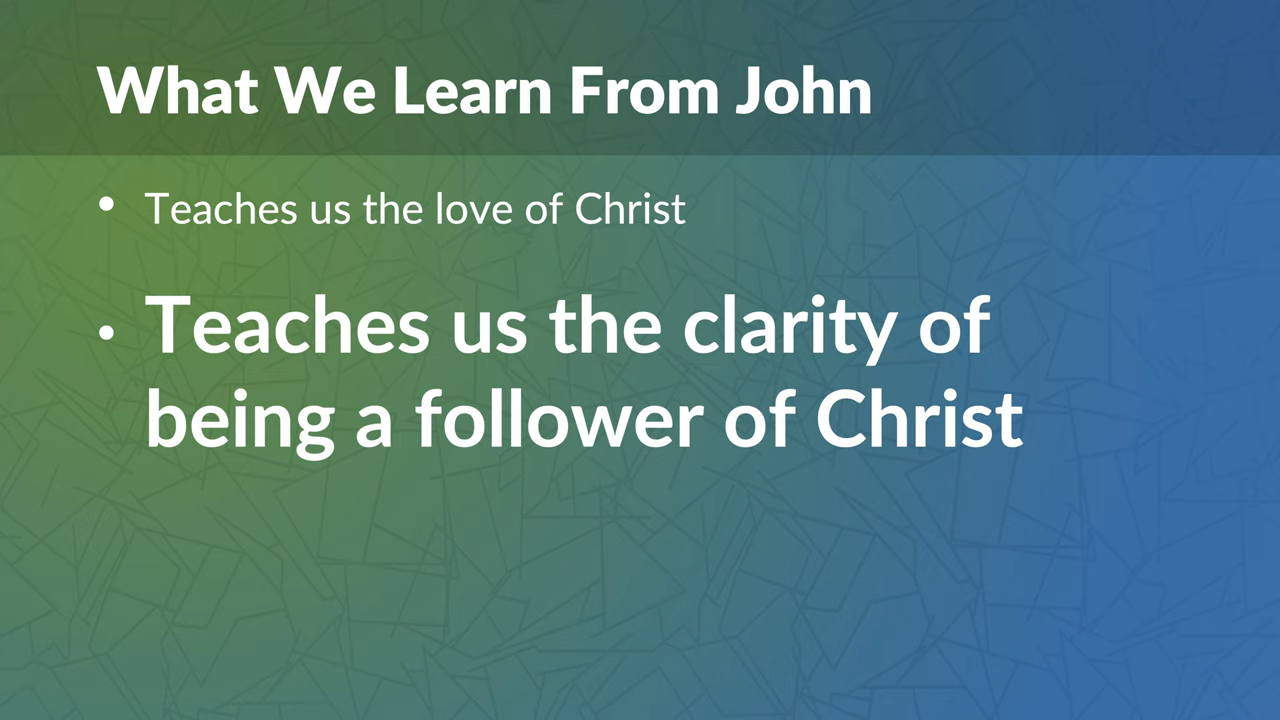 What We Learn From John
• Teaches us the love of Christ
• Teaches us the clarity of
being a follower of Christ